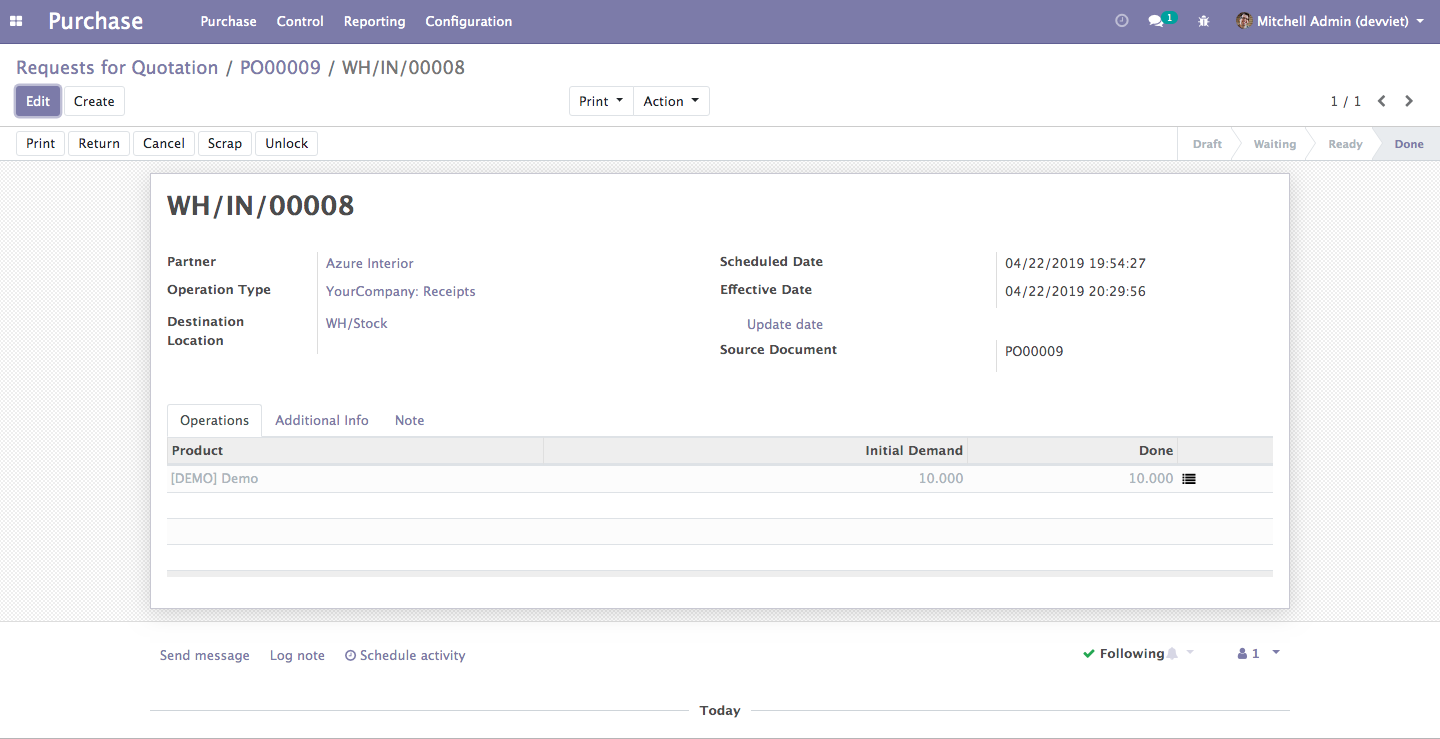 Purchase Purchase Control Reporting Configuration 1 Mitchell Admin (devviet)
Requests for Quotation / PO00009 / WH/IN/00008
Edit Create Print Action 1 / 1
Print Return Cancel Scrap Unlock Draft Waiting Ready Done
WH/IN/00008
Partner Azure Interior Scheduled Date 04/22/2019 19:54:27
Operation Type YourCompany: Receipts Effective Date 04/22/2019 20:29:56
Destination Location WH/Stock Update date
Source Document PO00009
Operations Additional Info Note
Product Initial Demand Done
[DEMO] Demo 10.000 10.000
Send message Log note Schedule activity Following 1
Today